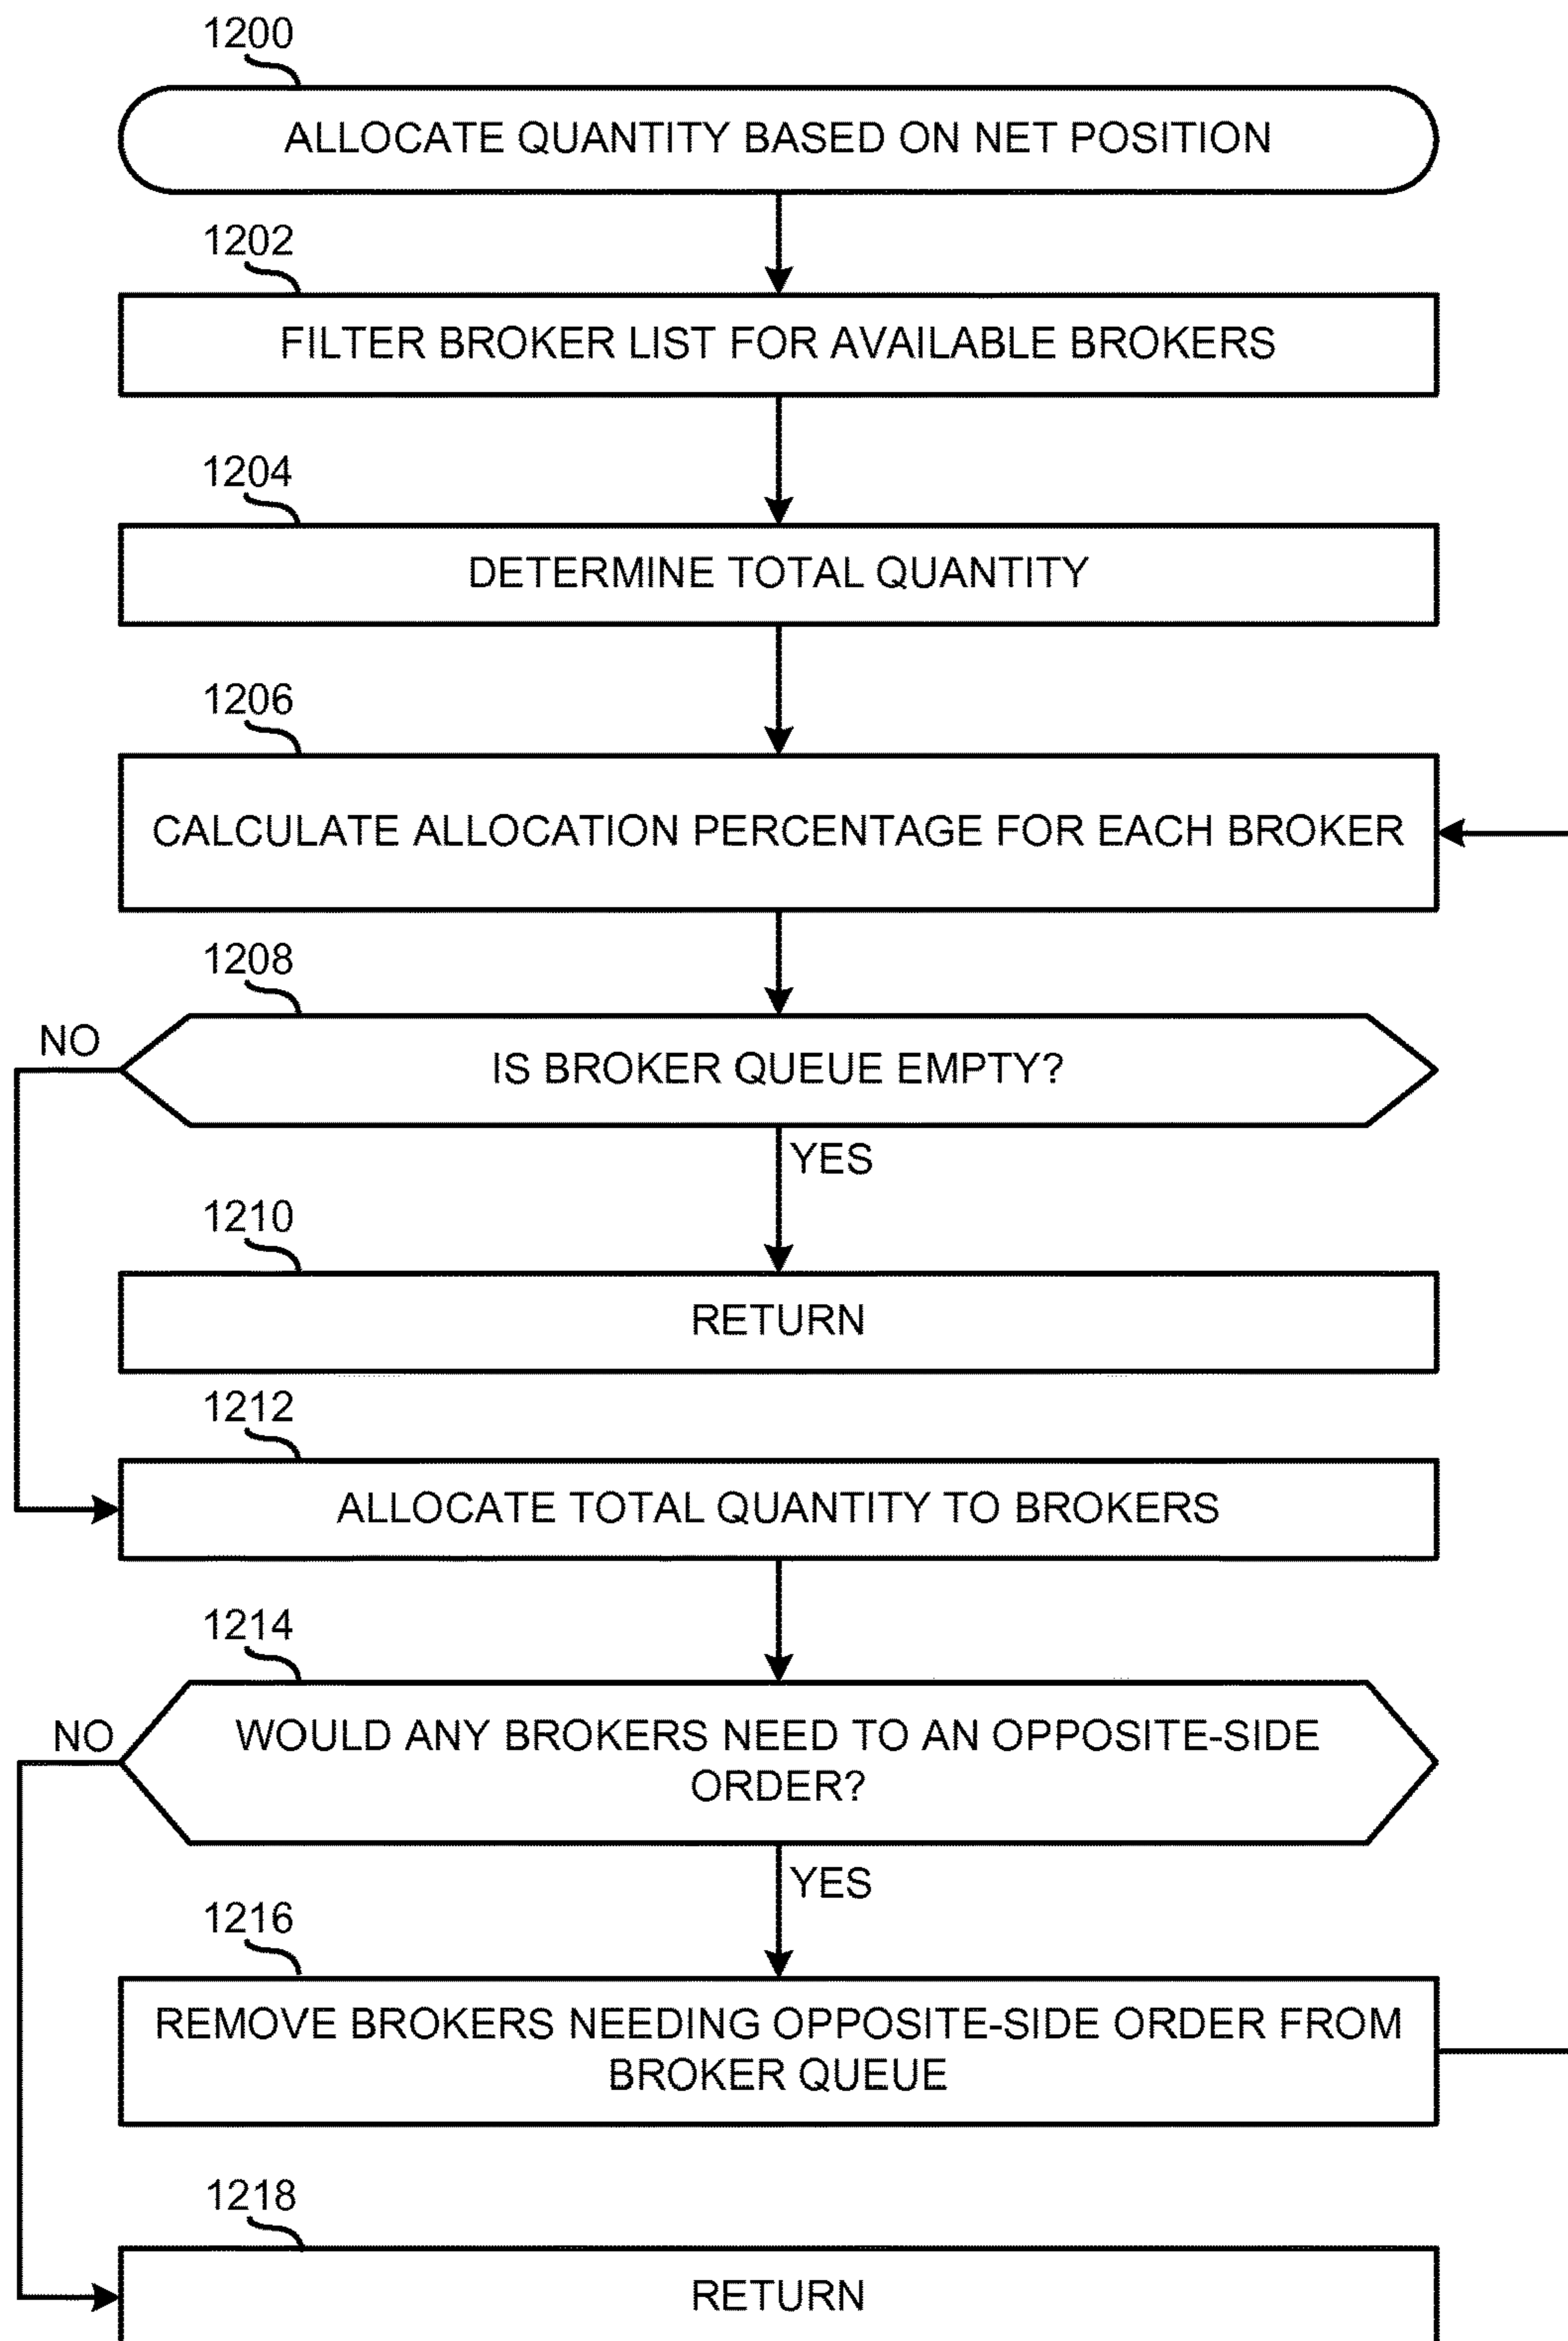 1200
ALLOCATE QUANTITY BASED ON NET POSITION
1202
FILTER BROKER LIST FOR AVAILABLE BROKERS
1204
DETERMINE TOTAL QUANTITY
1206
CALCULATE ALLOCATION PERCENTAGE FOR EACH BROKER
1208
NO
IS BROKER QUEUE EMPTY?
YES
1210
RETURN
1212
ALLOCATE TOTAL QUANTITY TO BROKERS
1214
NO
WOULD ANY BROKERS NEED TO AN OPPOSITE-SIDE
ORDER?
YES
1216
REMOVE BROKERS NEEDING OPPOSITE-SIDE ORDER FROM
BROKER QUEUE
1218
RETURN